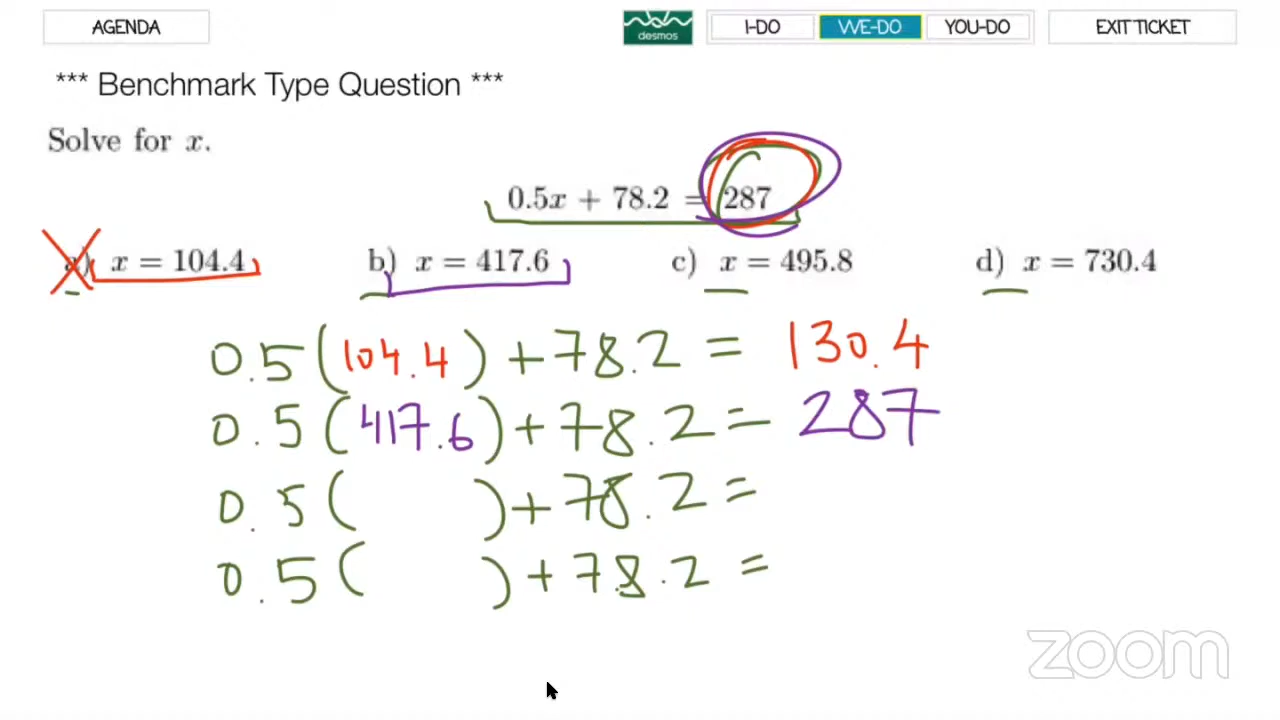 AGENDA desmos I-DO WE-DO YOU-DO EXIT TICKET
*** Benchmark Type Question ***
Solve for x.
0.5x + 78.2 = 287
a) x = 104.4 b) x = 417.6 c) x = 495.8 d) x = 730.4
0.5(104.4) + 78.2 = 130.4
0.5(417.6) + 78.2 = 287
0.5( ) + 78.2 =
0.5( ) + 78.2 =
zoom